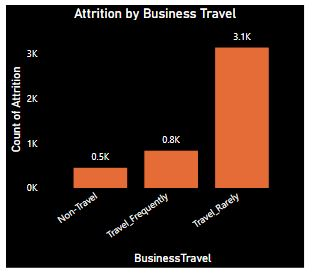 Attrition by Business Travel
Count of Attrition
3K
2K
1K
0K
0.5K
0.8K
3.1K
Non-Travel
Travel_Frequently
Travel_Rarely
BusinessTravel